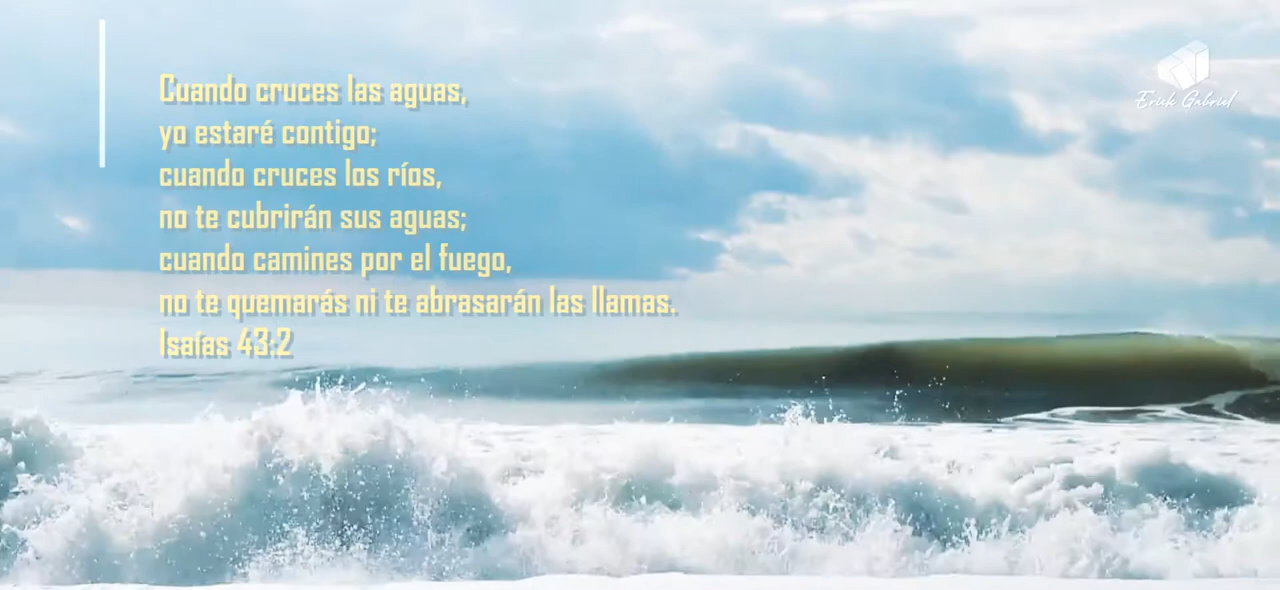 Cuando cruces las aguas,
yo estaré contigo;
cuando cruces los ríos,
no te cubrirán sus aguas;
cuando camines por el fuego,
no te quemarás ni te abrasarán las llamas.
Isaías 43:2
Erick Gabriel